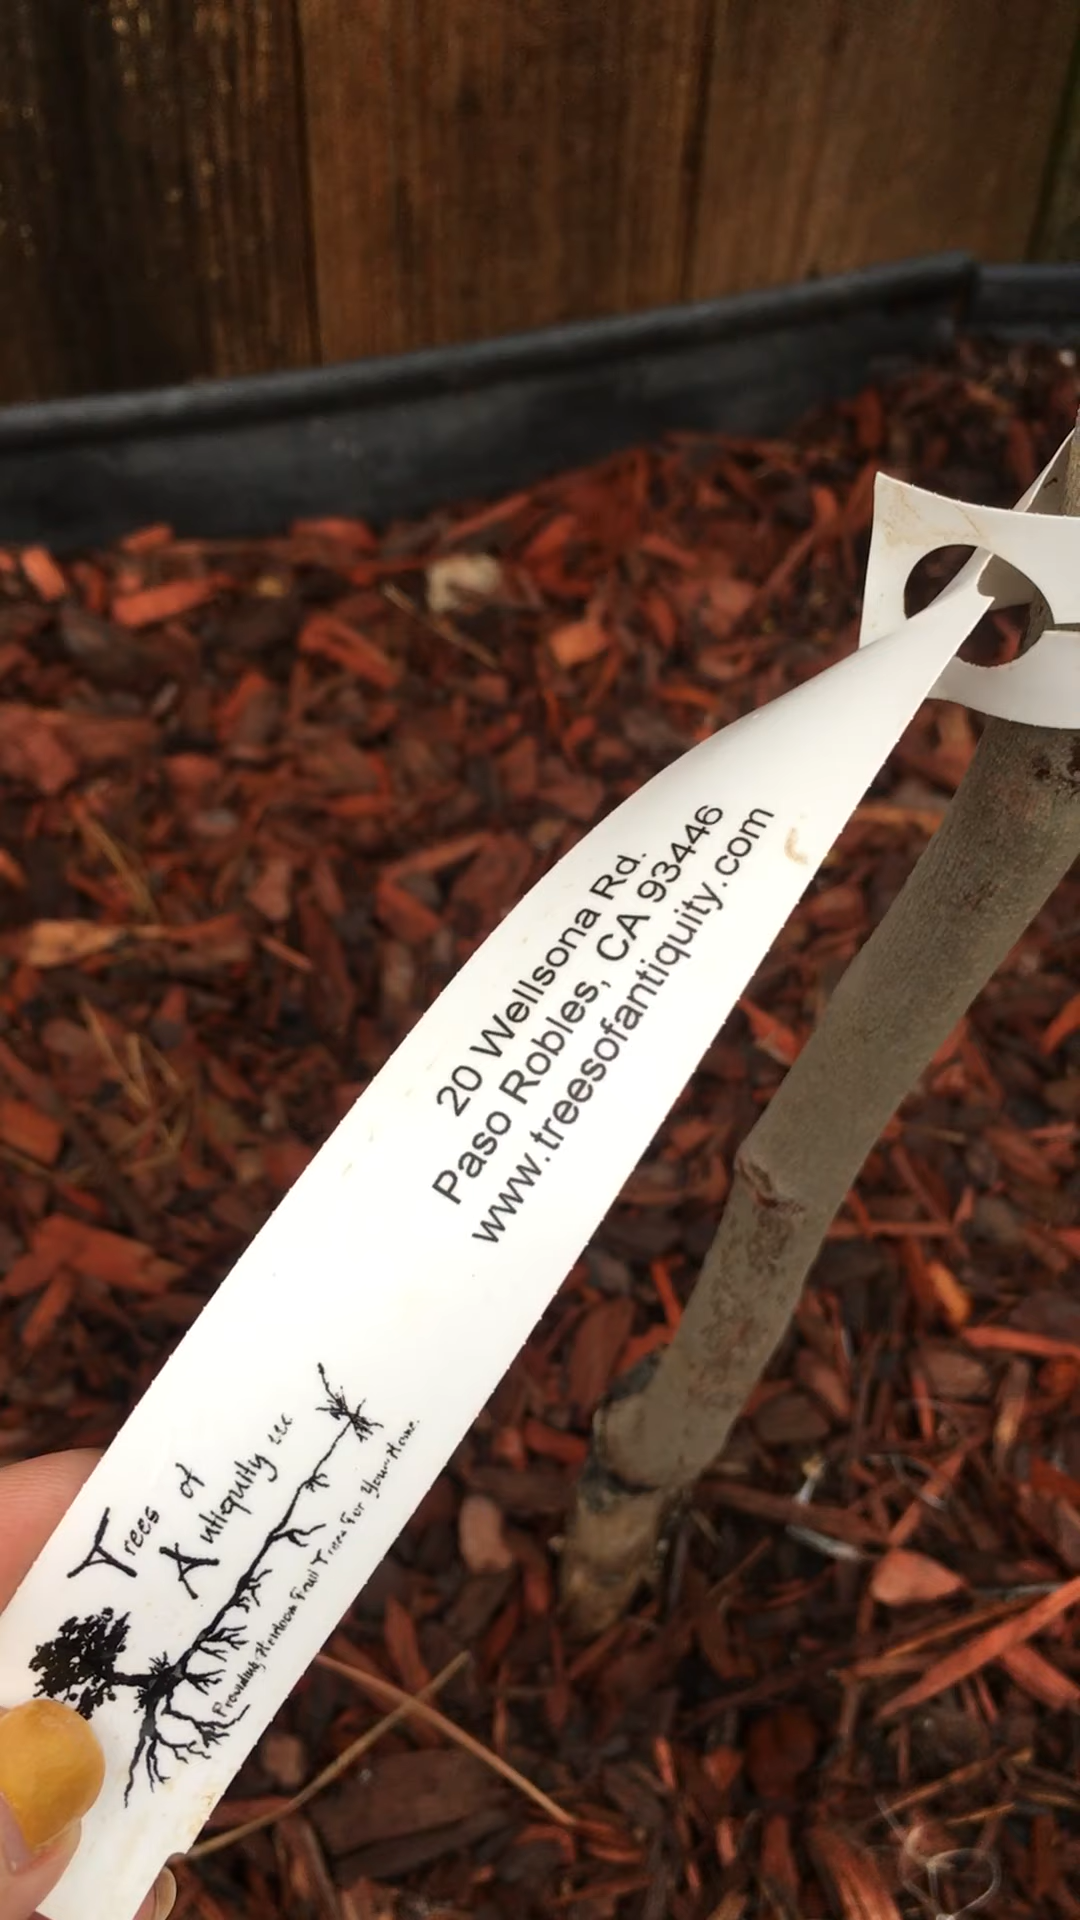 20 Wellsona Rd.
Paso Robles, CA 93446
www.treesofantiquity.com
Trees of
Antiquity LLC
Providing Heirloom Fruit Trees For Your Home.